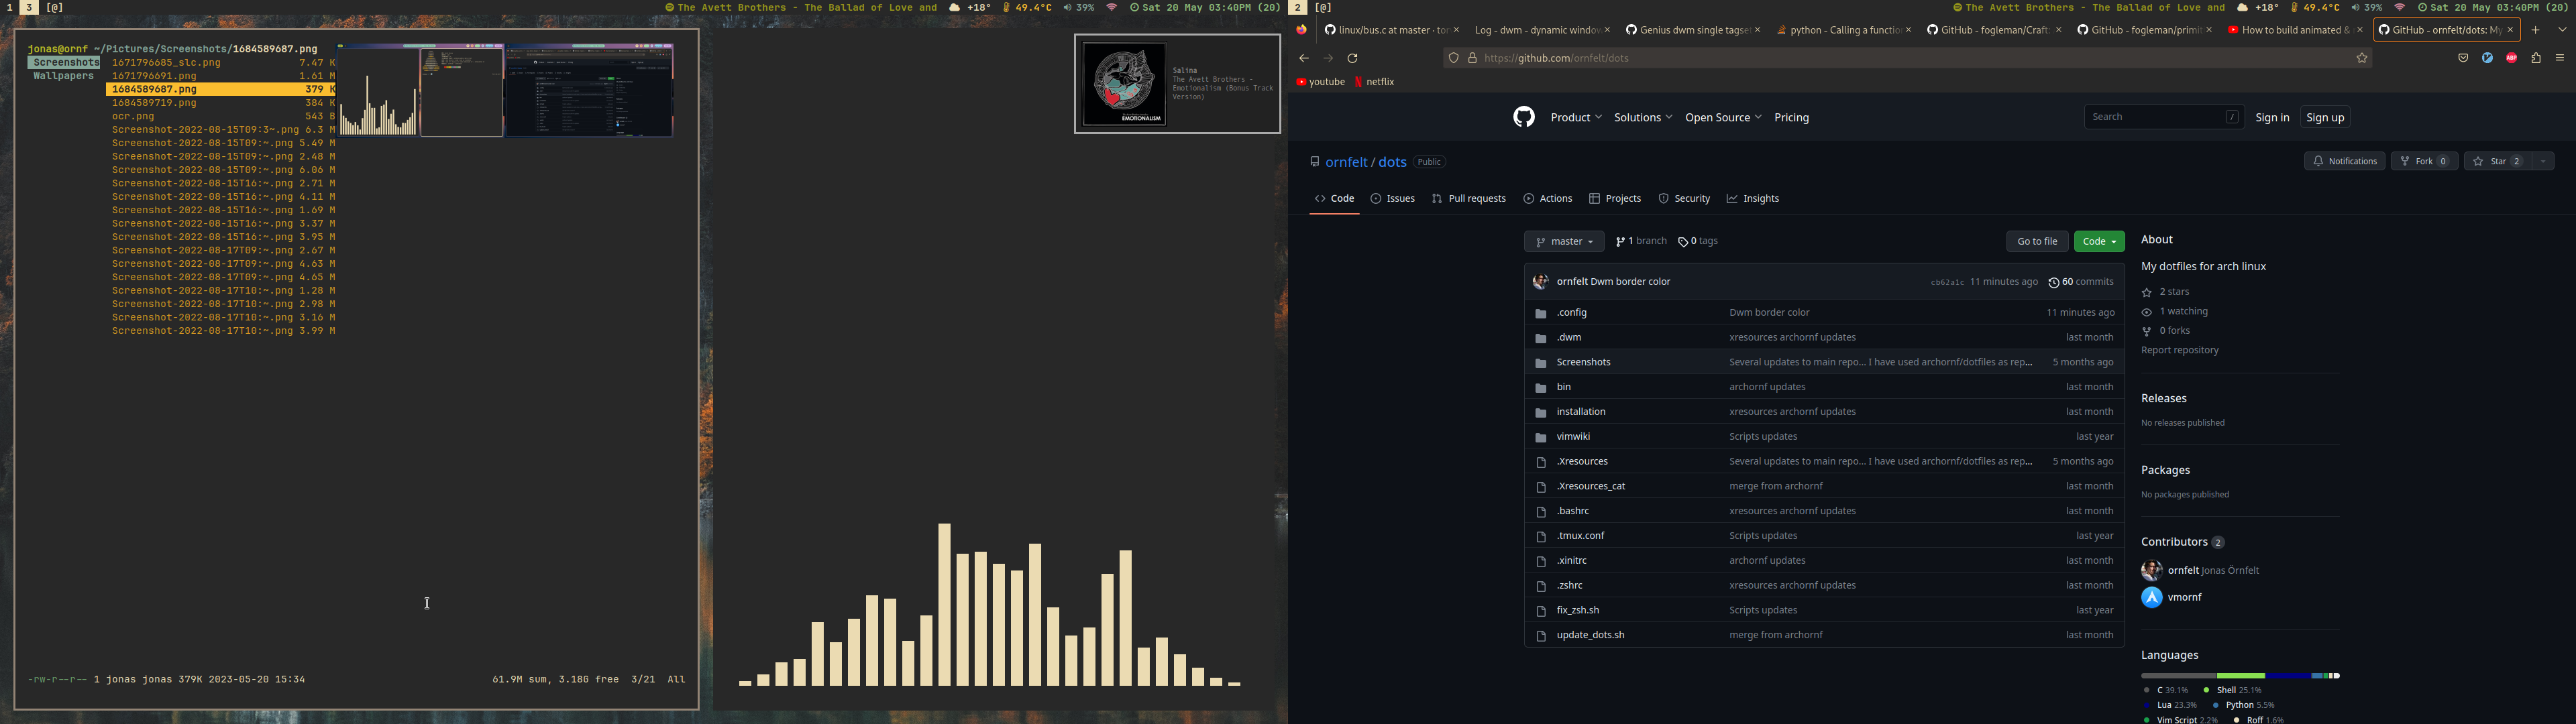 1 3 [@]
The Avett Brothers - The Ballad of Love and +18° 49.4°C 39% Sat 20 May 03:40PM (20)
jonas@ornf ~/Pictures/Screenshots/1684589687.png
Screenshots
Wallpapers
1671796685_slc.png 7.47 K
1671796691.png 1.61 M
1684589687.png 379 K
1684589719.png 384 K
ocr.png 543 B
Screenshot-2022-08-15T09:3~.png 6.3 M
Screenshot-2022-08-15T09:~.png 5.49 M
Screenshot-2022-08-15T09:~.png 2.48 M
Screenshot-2022-08-15T09:~.png 6.06 M
Screenshot-2022-08-15T16:~.png 2.71 M
Screenshot-2022-08-15T16:~.png 4.11 M
Screenshot-2022-08-15T16:~.png 1.69 M
Screenshot-2022-08-15T16:~.png 3.37 M
Screenshot-2022-08-15T16:~.png 3.95 M
Screenshot-2022-08-17T09:~.png 2.67 M
Screenshot-2022-08-17T09:~.png 4.63 M
Screenshot-2022-08-17T09:~.png 4.65 M
Screenshot-2022-08-17T10:~.png 1.28 M
Screenshot-2022-08-17T10:~.png 2.98 M
Screenshot-2022-08-17T10:~.png 3.16 M
Screenshot-2022-08-17T10:~.png 3.99 M
-rw-r--r-- 1 jonas jonas 379K 2023-05-20 15:34 61.9M sum, 3.18G free 3/21 All
EMOTIONALISM
Salina
The Avett Brothers -
Emotionalism (Bonus Track
Version)
2 [@]
The Avett Brothers - The Ballad of Love and +18° 49.4°C 39% Sat 20 May 03:40PM (20)
linux/bus.c at master · tor
Log - dwm - dynamic window
Genius dwm single tagset
python - Calling a function
GitHub - fogleman/Craft:
GitHub - fogleman/primit
How to build animated &
GitHub - ornfelt/dots: My
https://github.com/ornfelt/dots
youtube netflix
Product Solutions Open Source Pricing
Search /
Sign in Sign up
ornfelt / dots Public
Notifications Fork 0 Star 2
Code Issues Pull requests Actions Projects Security Insights
master 1 branch 0 tags
Go to file Code
ornfelt Dwm border color cb62a1c 11 minutes ago 60 commits
.config Dwm border color 11 minutes ago
.dwm xresources archornf updates last month
Screenshots Several updates to main repo... I have used archornf/dotfiles as rep... 5 months ago
bin archornf updates last month
installation xresources archornf updates last month
vimwiki Scripts updates last year
.Xresources Several updates to main repo... I have used archornf/dotfiles as rep... 5 months ago
.Xresources_cat merge from archornf last month
.bashrc xresources archornf updates last month
.tmux.conf Scripts updates last year
.xinitrc archornf updates last month
.zshrc xresources archornf updates last month
fix_zsh.sh Scripts updates last year
update_dots.sh merge from archornf last month
About
My dotfiles for arch linux
2 stars
1 watching
0 forks
Report repository
Releases
No releases published
Packages
No packages published
Contributors 2
ornfelt Jonas Örnfelt
vmornf
Languages
C 39.1% Shell 25.1%
Lua 23.3% Python 5.5%
Vim Script 2.2% Roff 1.6%